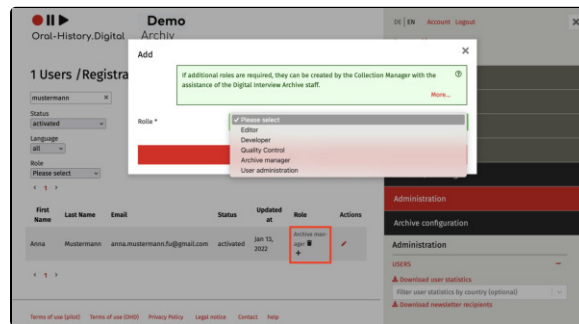 DE | EN Account Logout
Oral-History.Digital
Demo
Archiv
Add
If additional roles are required, they can be created by the Collection Manager with the
assistance of the Digital Interview Archive staff.
More...
Rolle *
✓ Please select
Editor
Developer
Quality Control
Archive manager
User administration
1 Users /Registra
mustermann
Status
activated
Language
all
Role
Please select
1
First Name Last Name Email Status Updated at Role Actions
Anna Mustermann anna.mustermann.fu@gmail.com activated Jan 13, 2022 Archive man-
ager
1
Administration
Archive configuration
Administration
USERS
Download user statistics
Filter user statistics by country (optional)
Download newsletter recipients
Terms of use (pilot) Terms of use (OHD) Privacy Policy Legal notice Contact Help